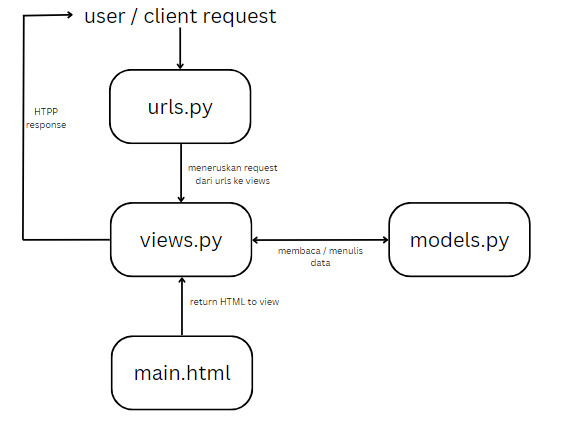 user / client request
HTPP
response
urls.py
meneruskan request
dari urls ke views
views.py
membaca / menulis
data
models.py
return HTML to view
main.html